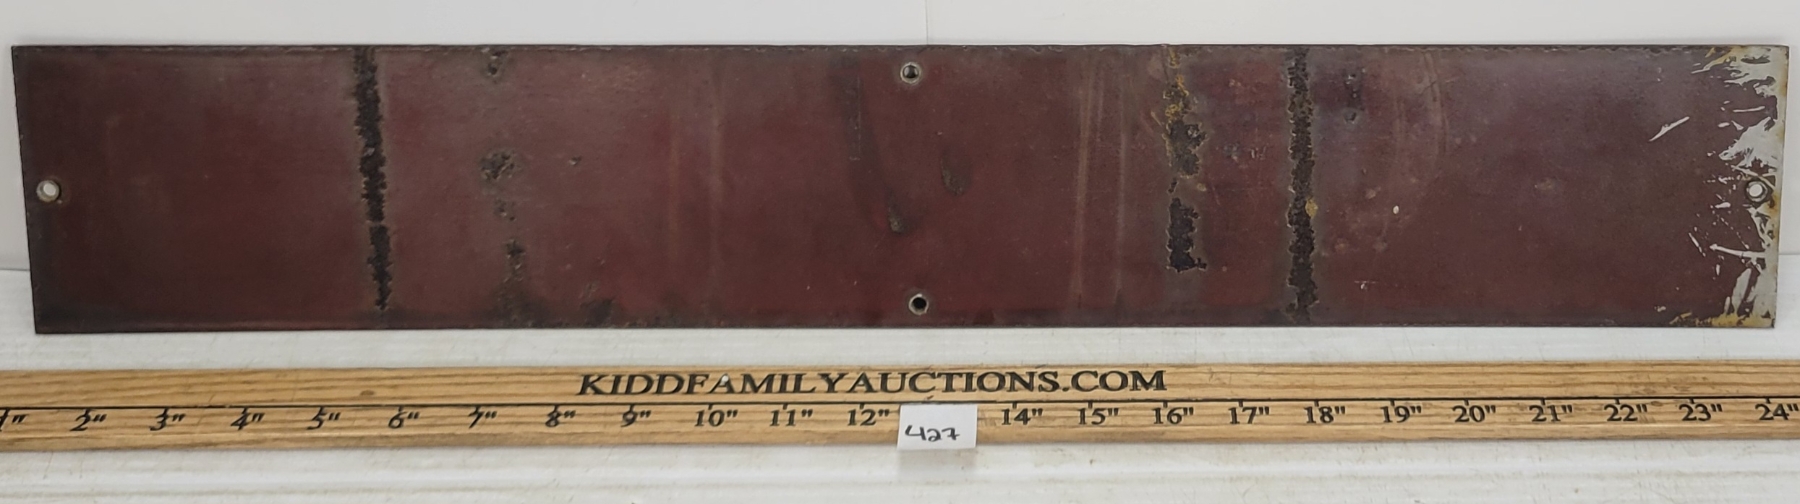 KIDDFAMILYAUCTIONS.COM
1" 2" 3" 4" 5" 6" 7" 8" 9" 10" 11" 12" 14" 15" 16" 17" 18" 19" 20" 21" 22" 23" 24"
427